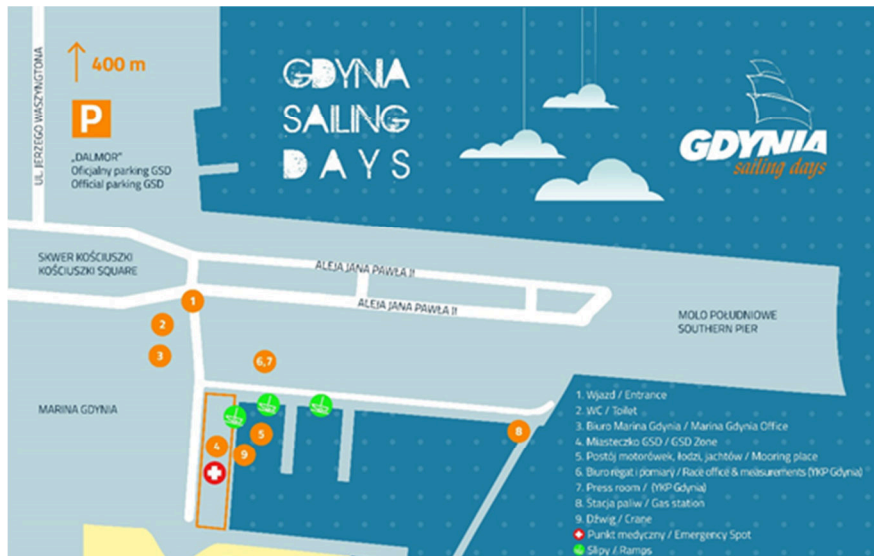 400 m
P
UL. JERZEGO WASZYNGTONA
„DALMOR”
Oficjalny parking GSD
Official parking GSD
GDYNIA
SAILING
DAYS
GDYNIA
sailing days
SKWER KOŚCIUSZKI
KOŚCIUSZKI SQUARE
ALEJA JANA PAWŁA II
ALEJA JANA PAWŁA II
MOLO POŁUDNIOWE
SOUTHERN PIER
1
2
3
6,7
MARINA GDYNIA
4
5
9
8
1. Wjazd / Entrance
2. WC / Toilet
3. Biuro Marina Gdynia / Marina Gdynia Office
4. Miasteczko GSD / GSD Zone
5. Postój motorówek, łodzi, jachtów / Mooring place
6. Biuro regat i pomiary / Race office & measurements (YKP Gdynia)
7. Press room / (YKP Gdynia)
8. Stacja paliw / Gas station
9. Dźwig / Crane
Punkt medyczny / Emergency Spot
Slipy / Ramps